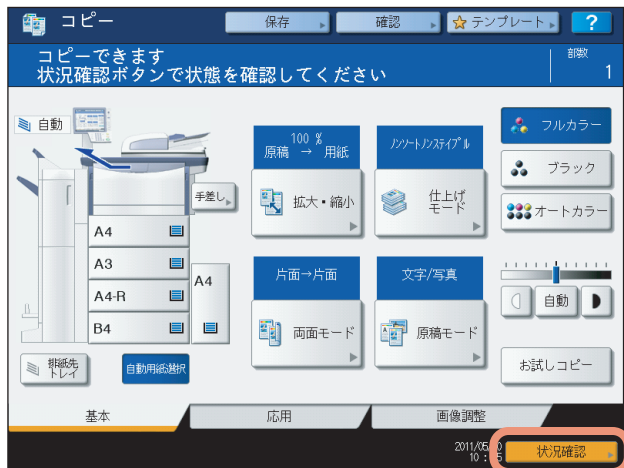 コピー
保存
確認
テンプレート
?
コピーできます
状況確認ボタンで状態を確認してください
部数
1
自動
手差し
A4
A3
A4-R
B4
A4
排紙先
トレイ
自動用紙選択
100 %
原稿 → 用紙
拡大・縮小
ノンソートノンステイプル
仕上げ
モード
片面→片面
両面モード
文字/写真
原稿モード
フルカラー
ブラック
オートカラー
自動
お試しコピー
基本
応用
画像調整
2011/05/
10 :
状況確認